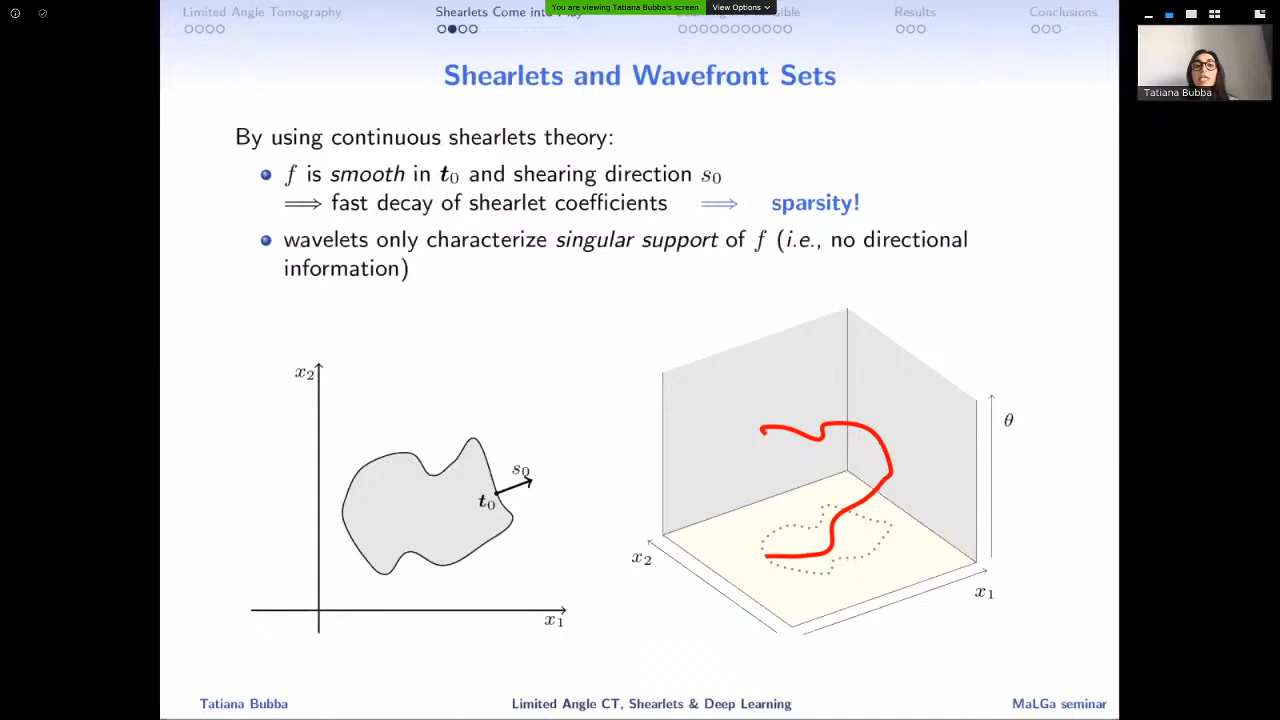 Limited Angle Tomography
Shearlets Come into Play
Results
Conclusions
You are viewing Tatiana Bubba's screen
View Options
Tatiana Bubba
Shearlets and Wavefront Sets
By using continuous shearlets theory:
f is smooth in t₀ and shearing direction s₀
⟹ fast decay of shearlet coefficients ⟹ sparsity!
wavelets only characterize singular support of f (i.e., no directional
information)
x₂
s₀
t₀
x₁
θ
x₂
x₁
Tatiana Bubba
Limited Angle CT, Shearlets & Deep Learning
MaLGa seminar